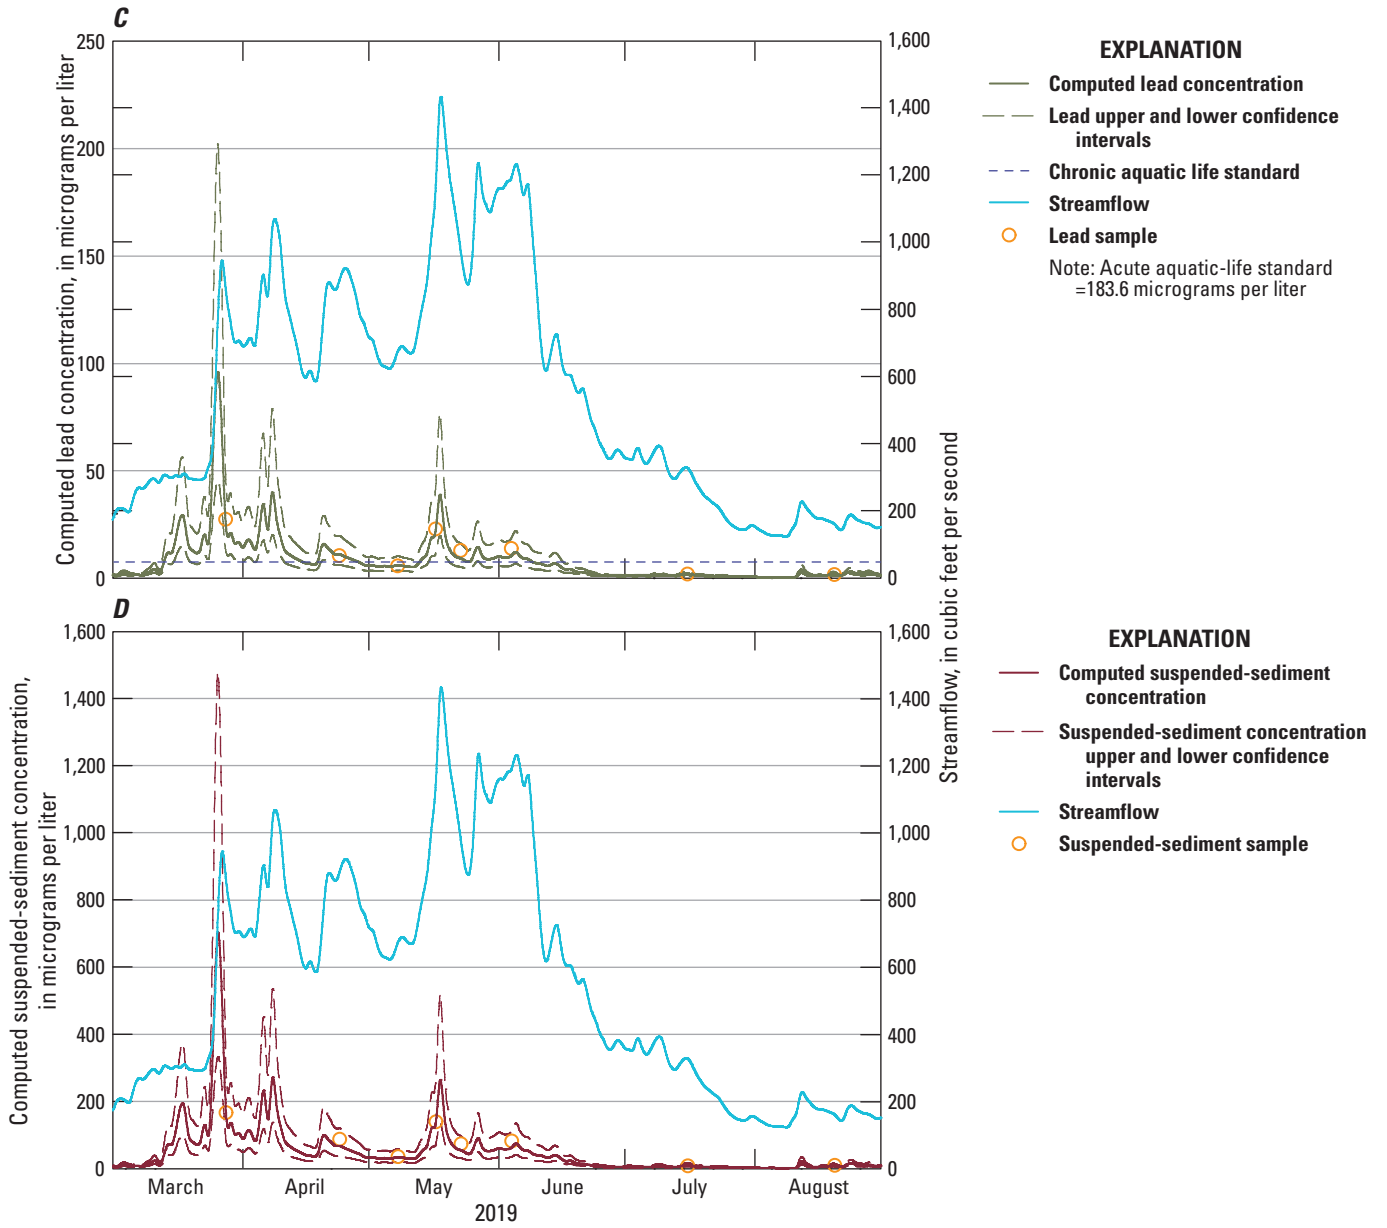 C
250
200
150
100
50
0
Computed lead concentration, in micrograms per liter
1,600
1,400
1,200
1,000
800
600
400
200
0
EXPLANATION
Computed lead concentration
Lead upper and lower confidence
intervals
Chronic aquatic life standard
Streamflow
Lead sample
Note: Acute aquatic-life standard
=183.6 micrograms per liter
Streamflow, in cubic feet per second
D
1,600
1,400
1,200
1,000
800
600
400
200
0
Computed suspended-sediment concentration,
in micrograms per liter
1,600
1,400
1,200
1,000
800
600
400
200
0
March
April
May
June
July
August
2019
EXPLANATION
Computed suspended-sediment
concentration
Suspended-sediment concentration
upper and lower confidence
intervals
Streamflow
Suspended-sediment sample